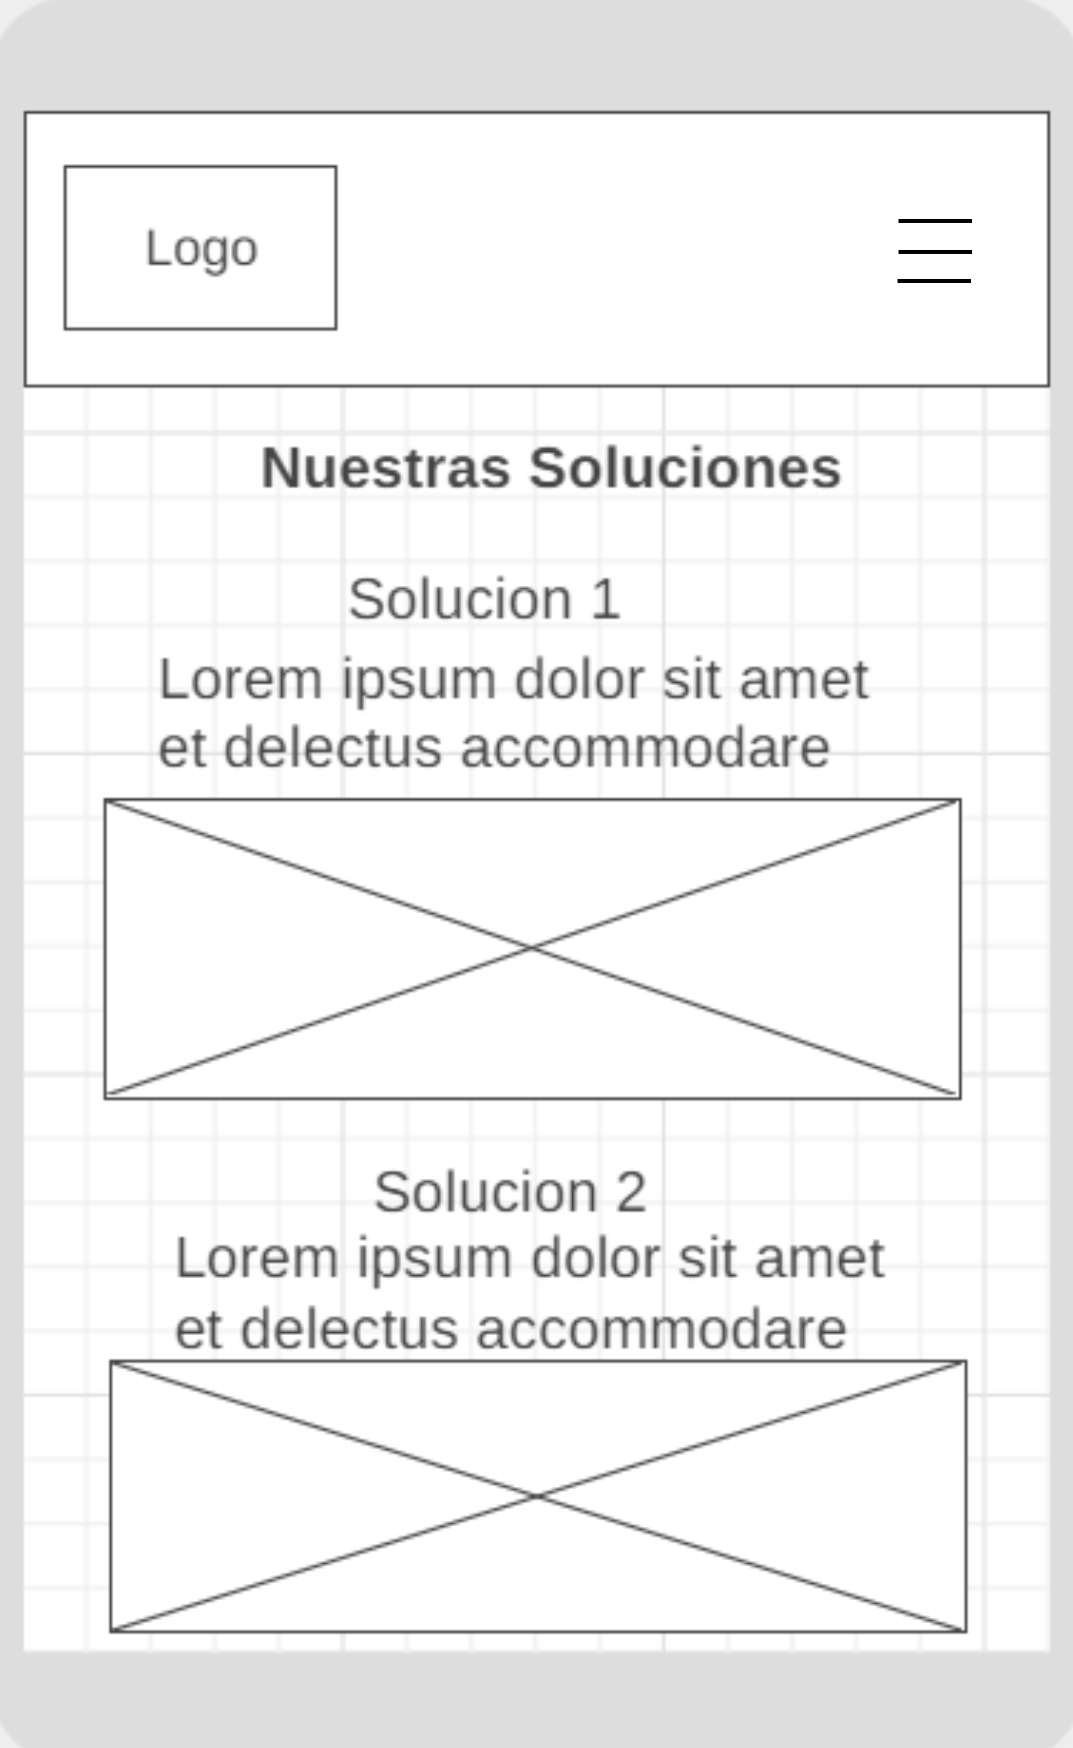 Logo
Nuestras Soluciones
Solucion 1
Lorem ipsum dolor sit amet
et delectus accommodare
Solucion 2
Lorem ipsum dolor sit amet
et delectus accommodare